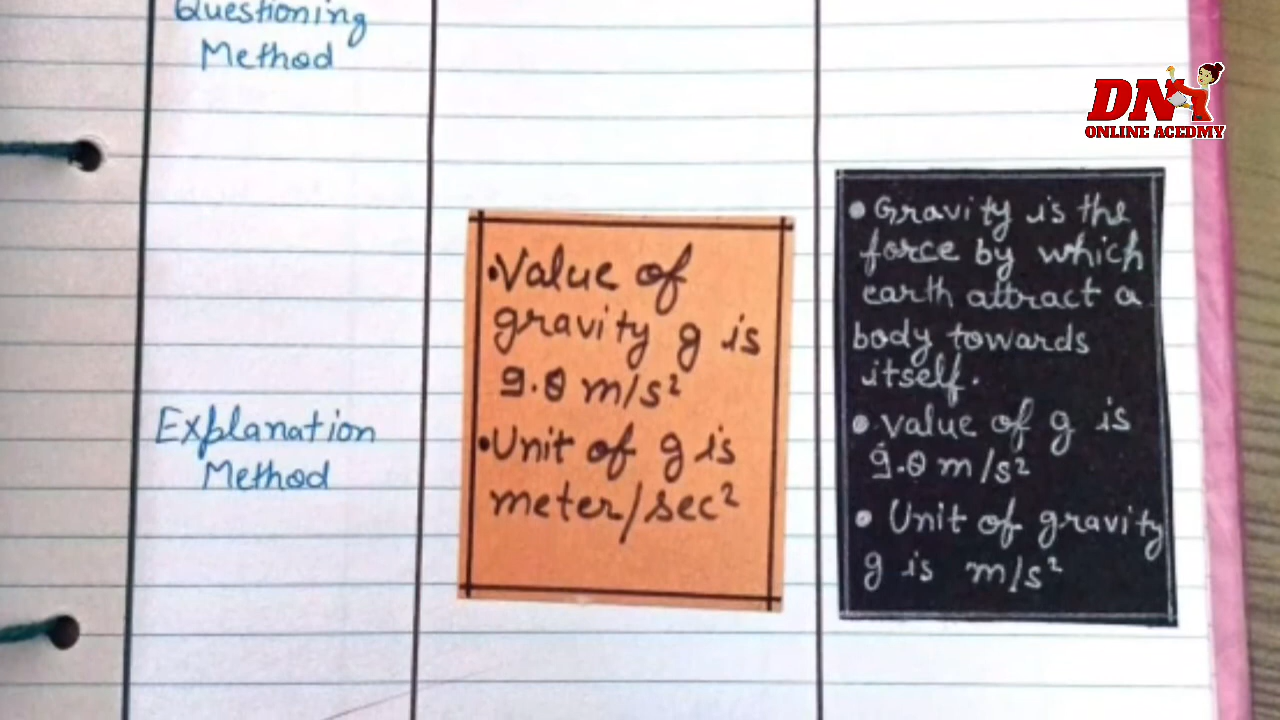 Questioning
Method
DNA
ONLINE ACEDMY
Explanation
Method
•Value of
gravity g is
9.8 m/s²
•Unit of g is
meter/sec²
• Gravity is the
force by which
earth attract a
body towards
itself.
• value of g is
9.8 m/s²
• Unit of gravity
g is m/s²